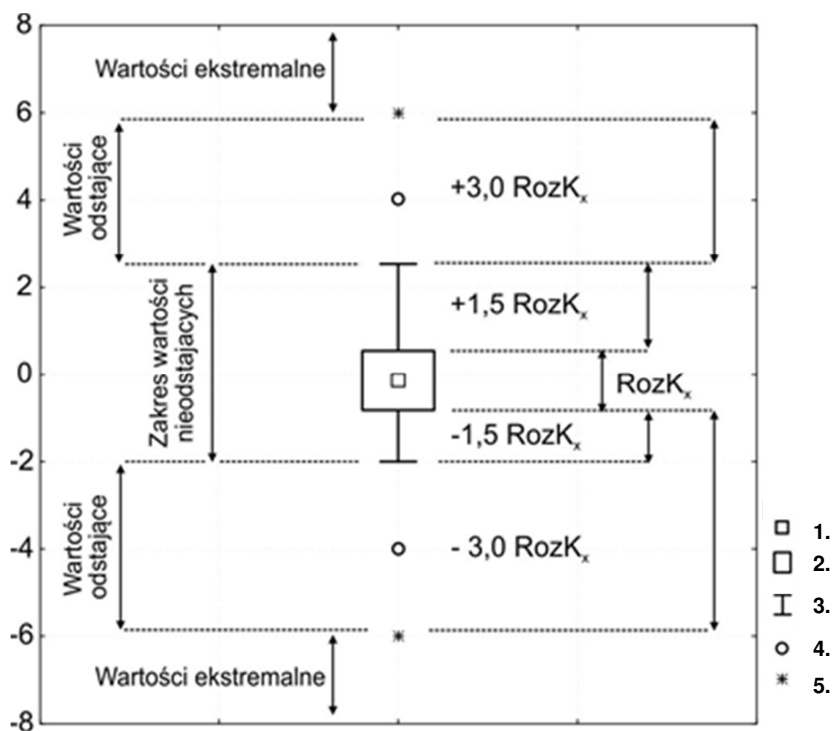 8
Wartości ekstremalne
6
Wartości
odstające
+3,0 RozKₓ
4
2
Zakres wartości
nieodstajacych
+1,5 RozKₓ
0
RozKₓ
-1,5 RozKₓ
-2
Wartości
odstające
-4
- 3,0 RozKₓ
-6
Wartości ekstremalne
-8
1.
2.
3.
4.
5.